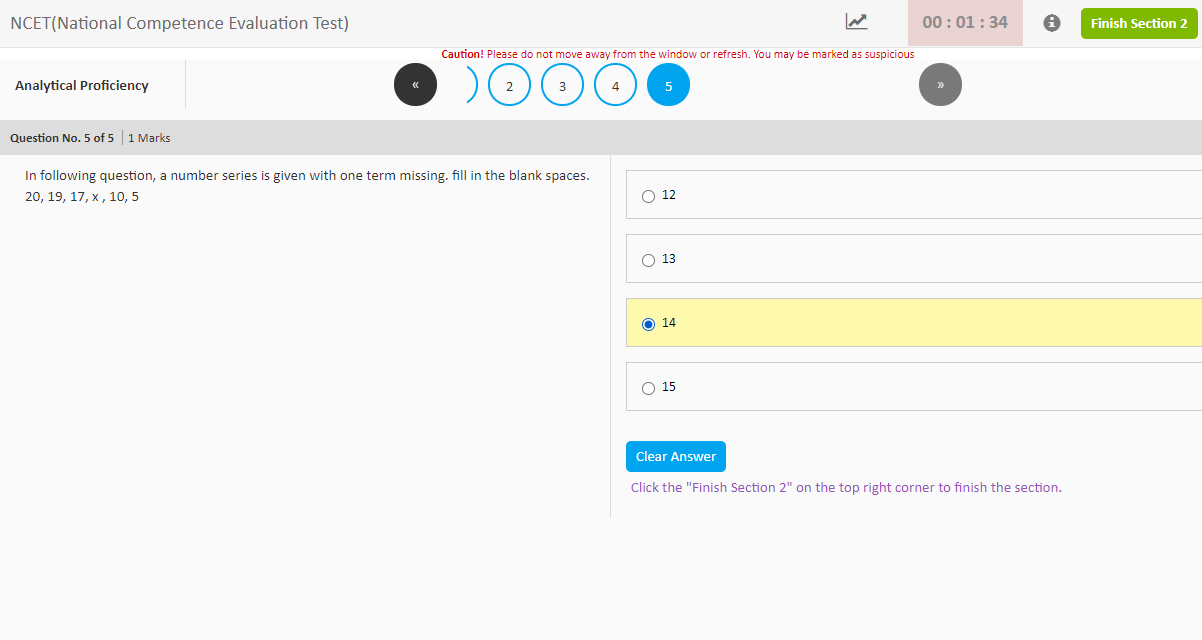 NCET(National Competence Evaluation Test)
00 : 01 : 34
Finish Section 2
Caution! Please do not move away from the window or refresh. You may be marked as suspicious
Analytical Proficiency
«
2
3
4
5
»
Question No. 5 of 5
1 Marks
In following question, a number series is given with one term missing. fill in the blank spaces.
20, 19, 17, x , 10, 5
12
13
14
15
Clear Answer
Click the "Finish Section 2" on the top right corner to finish the section.